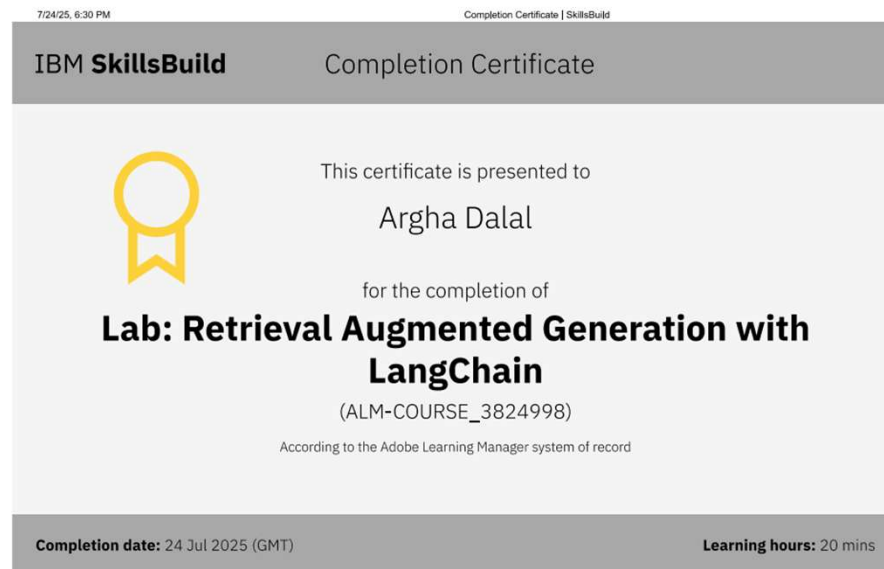 7/24/25, 6:30 PM Completion Certificate | SkillsBuild
IBM SkillsBuild Completion Certificate
This certificate is presented to
Argha Dalal
for the completion of
Lab: Retrieval Augmented Generation with
LangChain
(ALM-COURSE_3824998)
According to the Adobe Learning Manager system of record
Completion date: 24 Jul 2025 (GMT) Learning hours: 20 mins